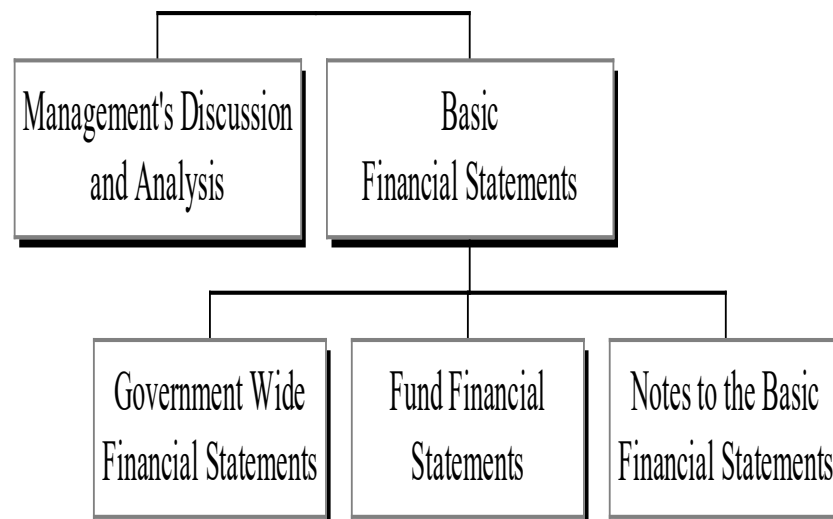 Management's Discussion
and Analysis
Basic
Financial Statements
Government Wide
Financial Statements
Fund Financial
Statements
Notes to the Basic
Financial Statements